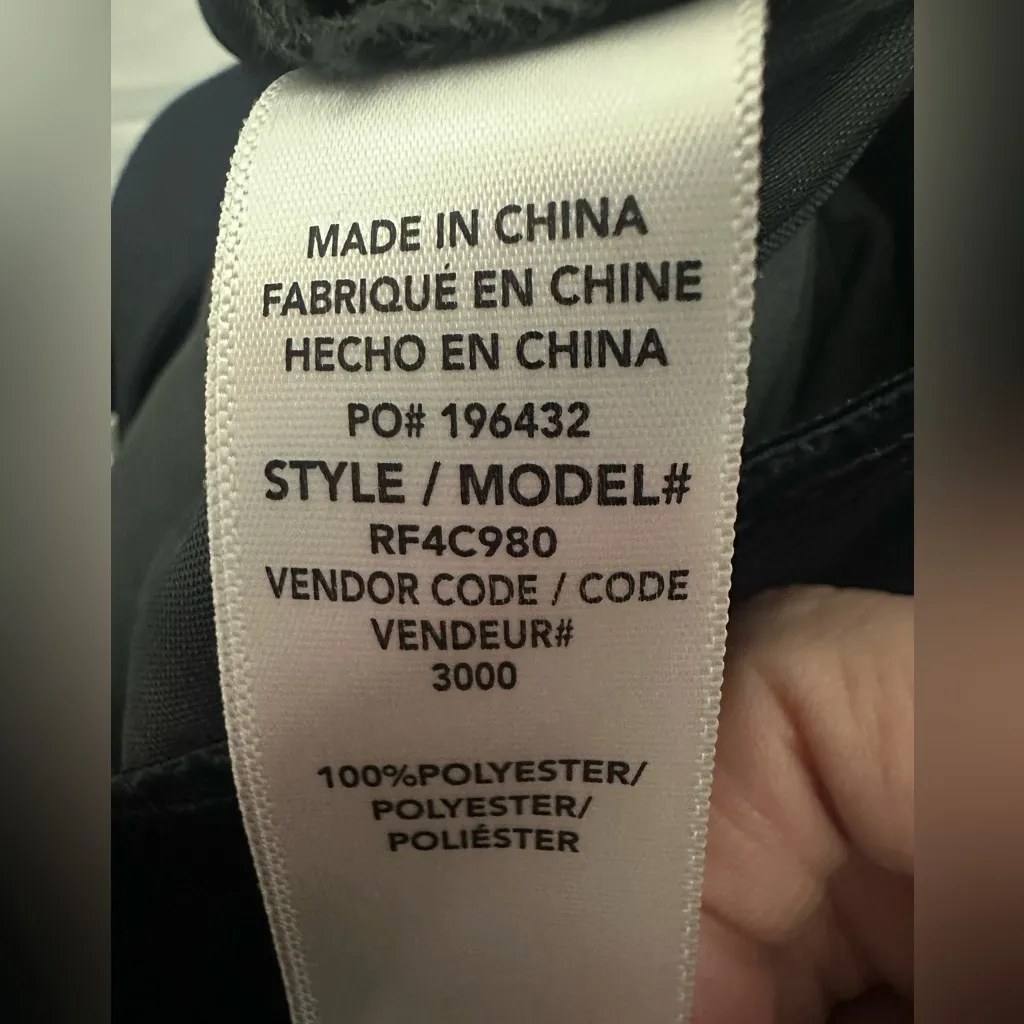 MADE IN CHINA
FABRIQUÉ EN CHINE
HECHO EN CHINA
PO# 196432
STYLE / MODEL#
RF4C980
VENDOR CODE / CODE
VENDEUR#
3000
100%POLYESTER/
POLYESTER/
POLIÉSTER